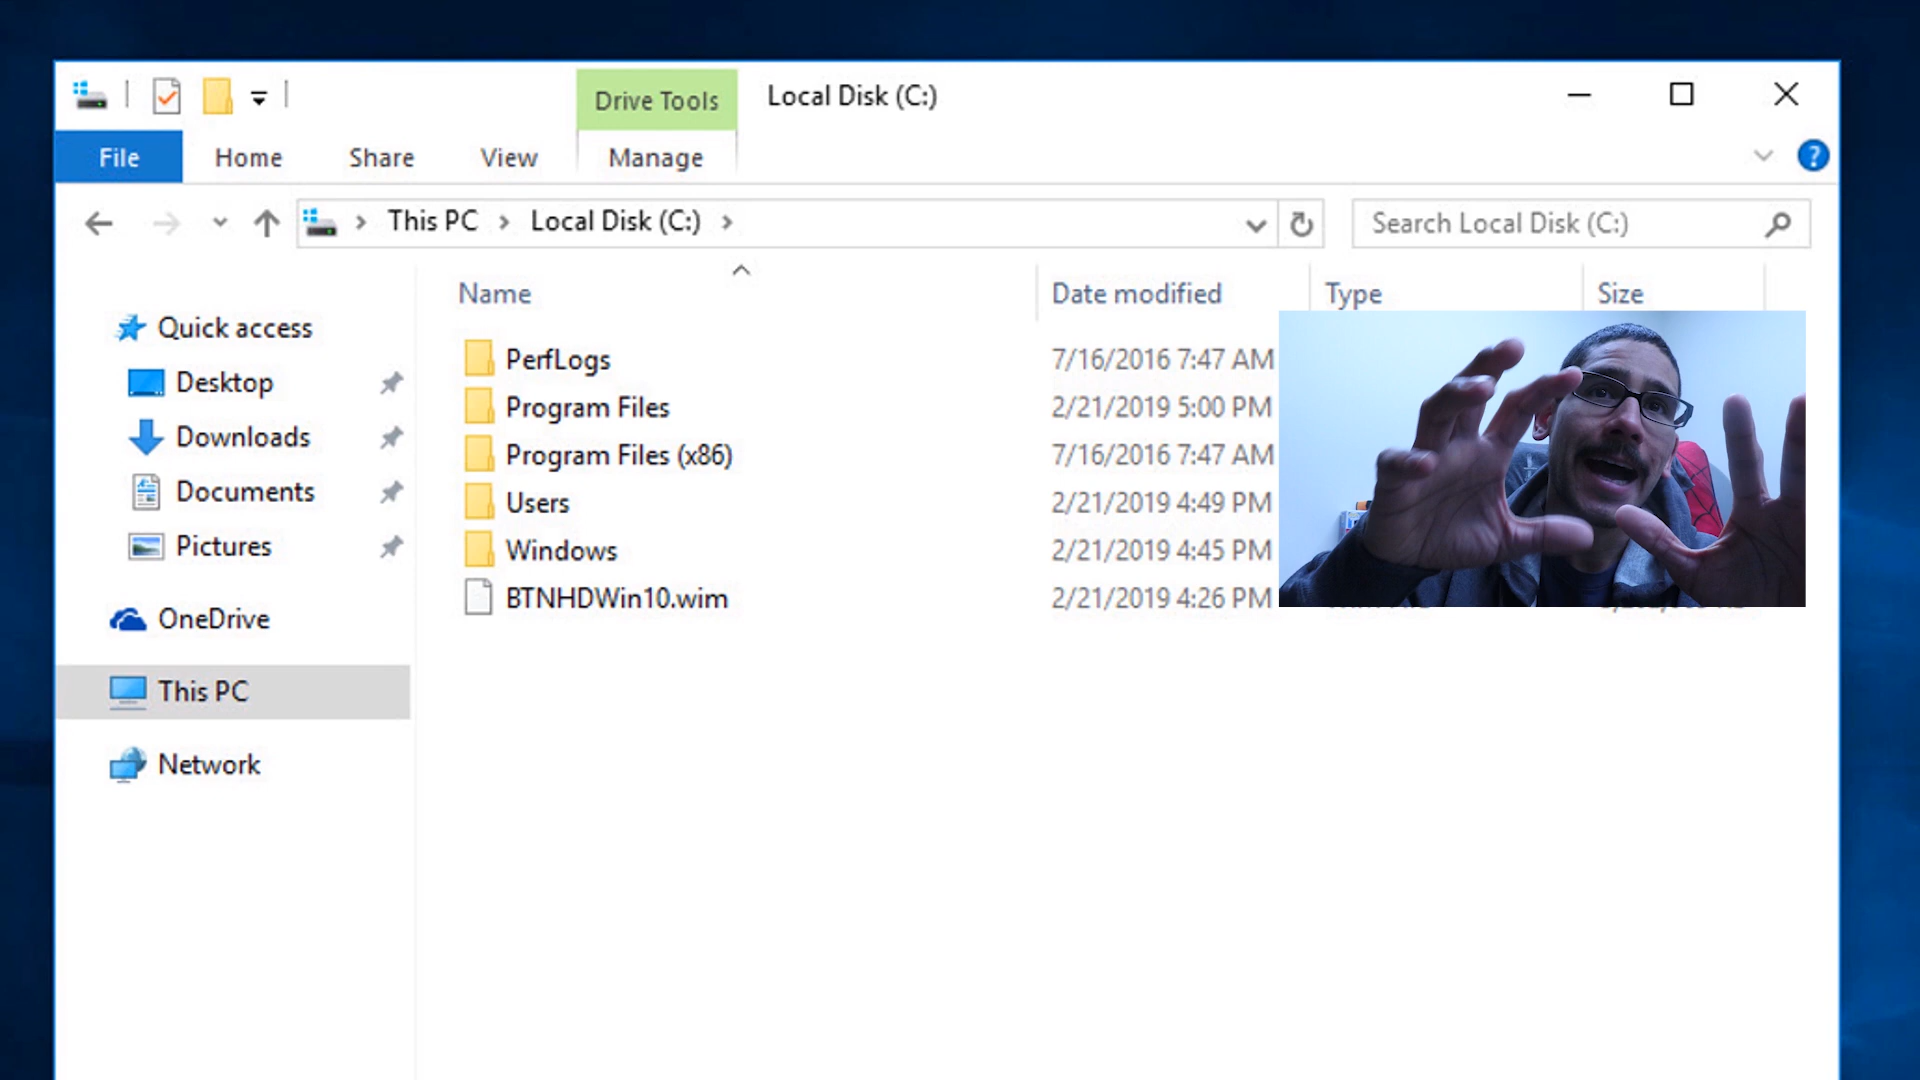 Drive Tools Local Disk (C:)
File Home Share View Manage
This PC Local Disk (C:) Search Local Disk (C:)
Name Date modified Type Size
Quick access
Desktop
Downloads
Documents
Pictures
OneDrive
This PC
Network
PerfLogs 7/16/2016 7:47 AM
Program Files 2/21/2019 5:00 PM
Program Files (x86) 7/16/2016 7:47 AM
Users 2/21/2019 4:49 PM
Windows 2/21/2019 4:45 PM
BTNHDWin10.wim 2/21/2019 4:26 PM